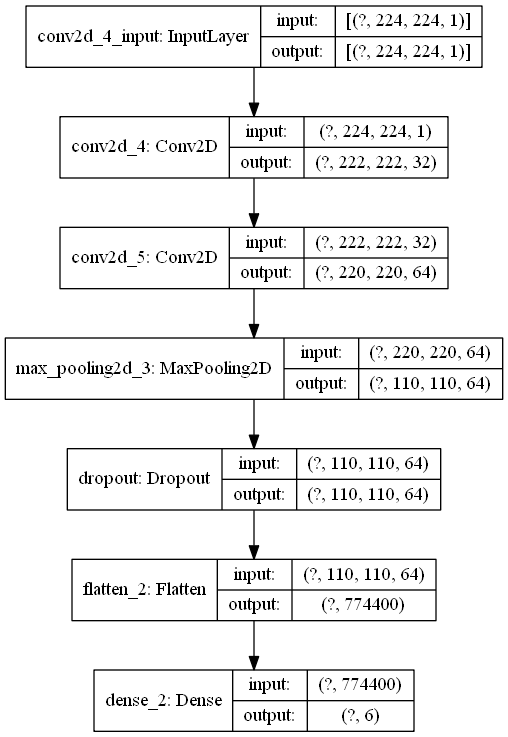 conv2d_4_input: InputLayer
input: [(?, 224, 224, 1)]
output: [(?, 224, 224, 1)]
conv2d_4: Conv2D
input: (?, 224, 224, 1)
output: (?, 222, 222, 32)
conv2d_5: Conv2D
input: (?, 222, 222, 32)
output: (?, 220, 220, 64)
max_pooling2d_3: MaxPooling2D
input: (?, 220, 220, 64)
output: (?, 110, 110, 64)
dropout: Dropout
input: (?, 110, 110, 64)
output: (?, 110, 110, 64)
flatten_2: Flatten
input: (?, 110, 110, 64)
output: (?, 774400)
dense_2: Dense
input: (?, 774400)
output: (?, 6)